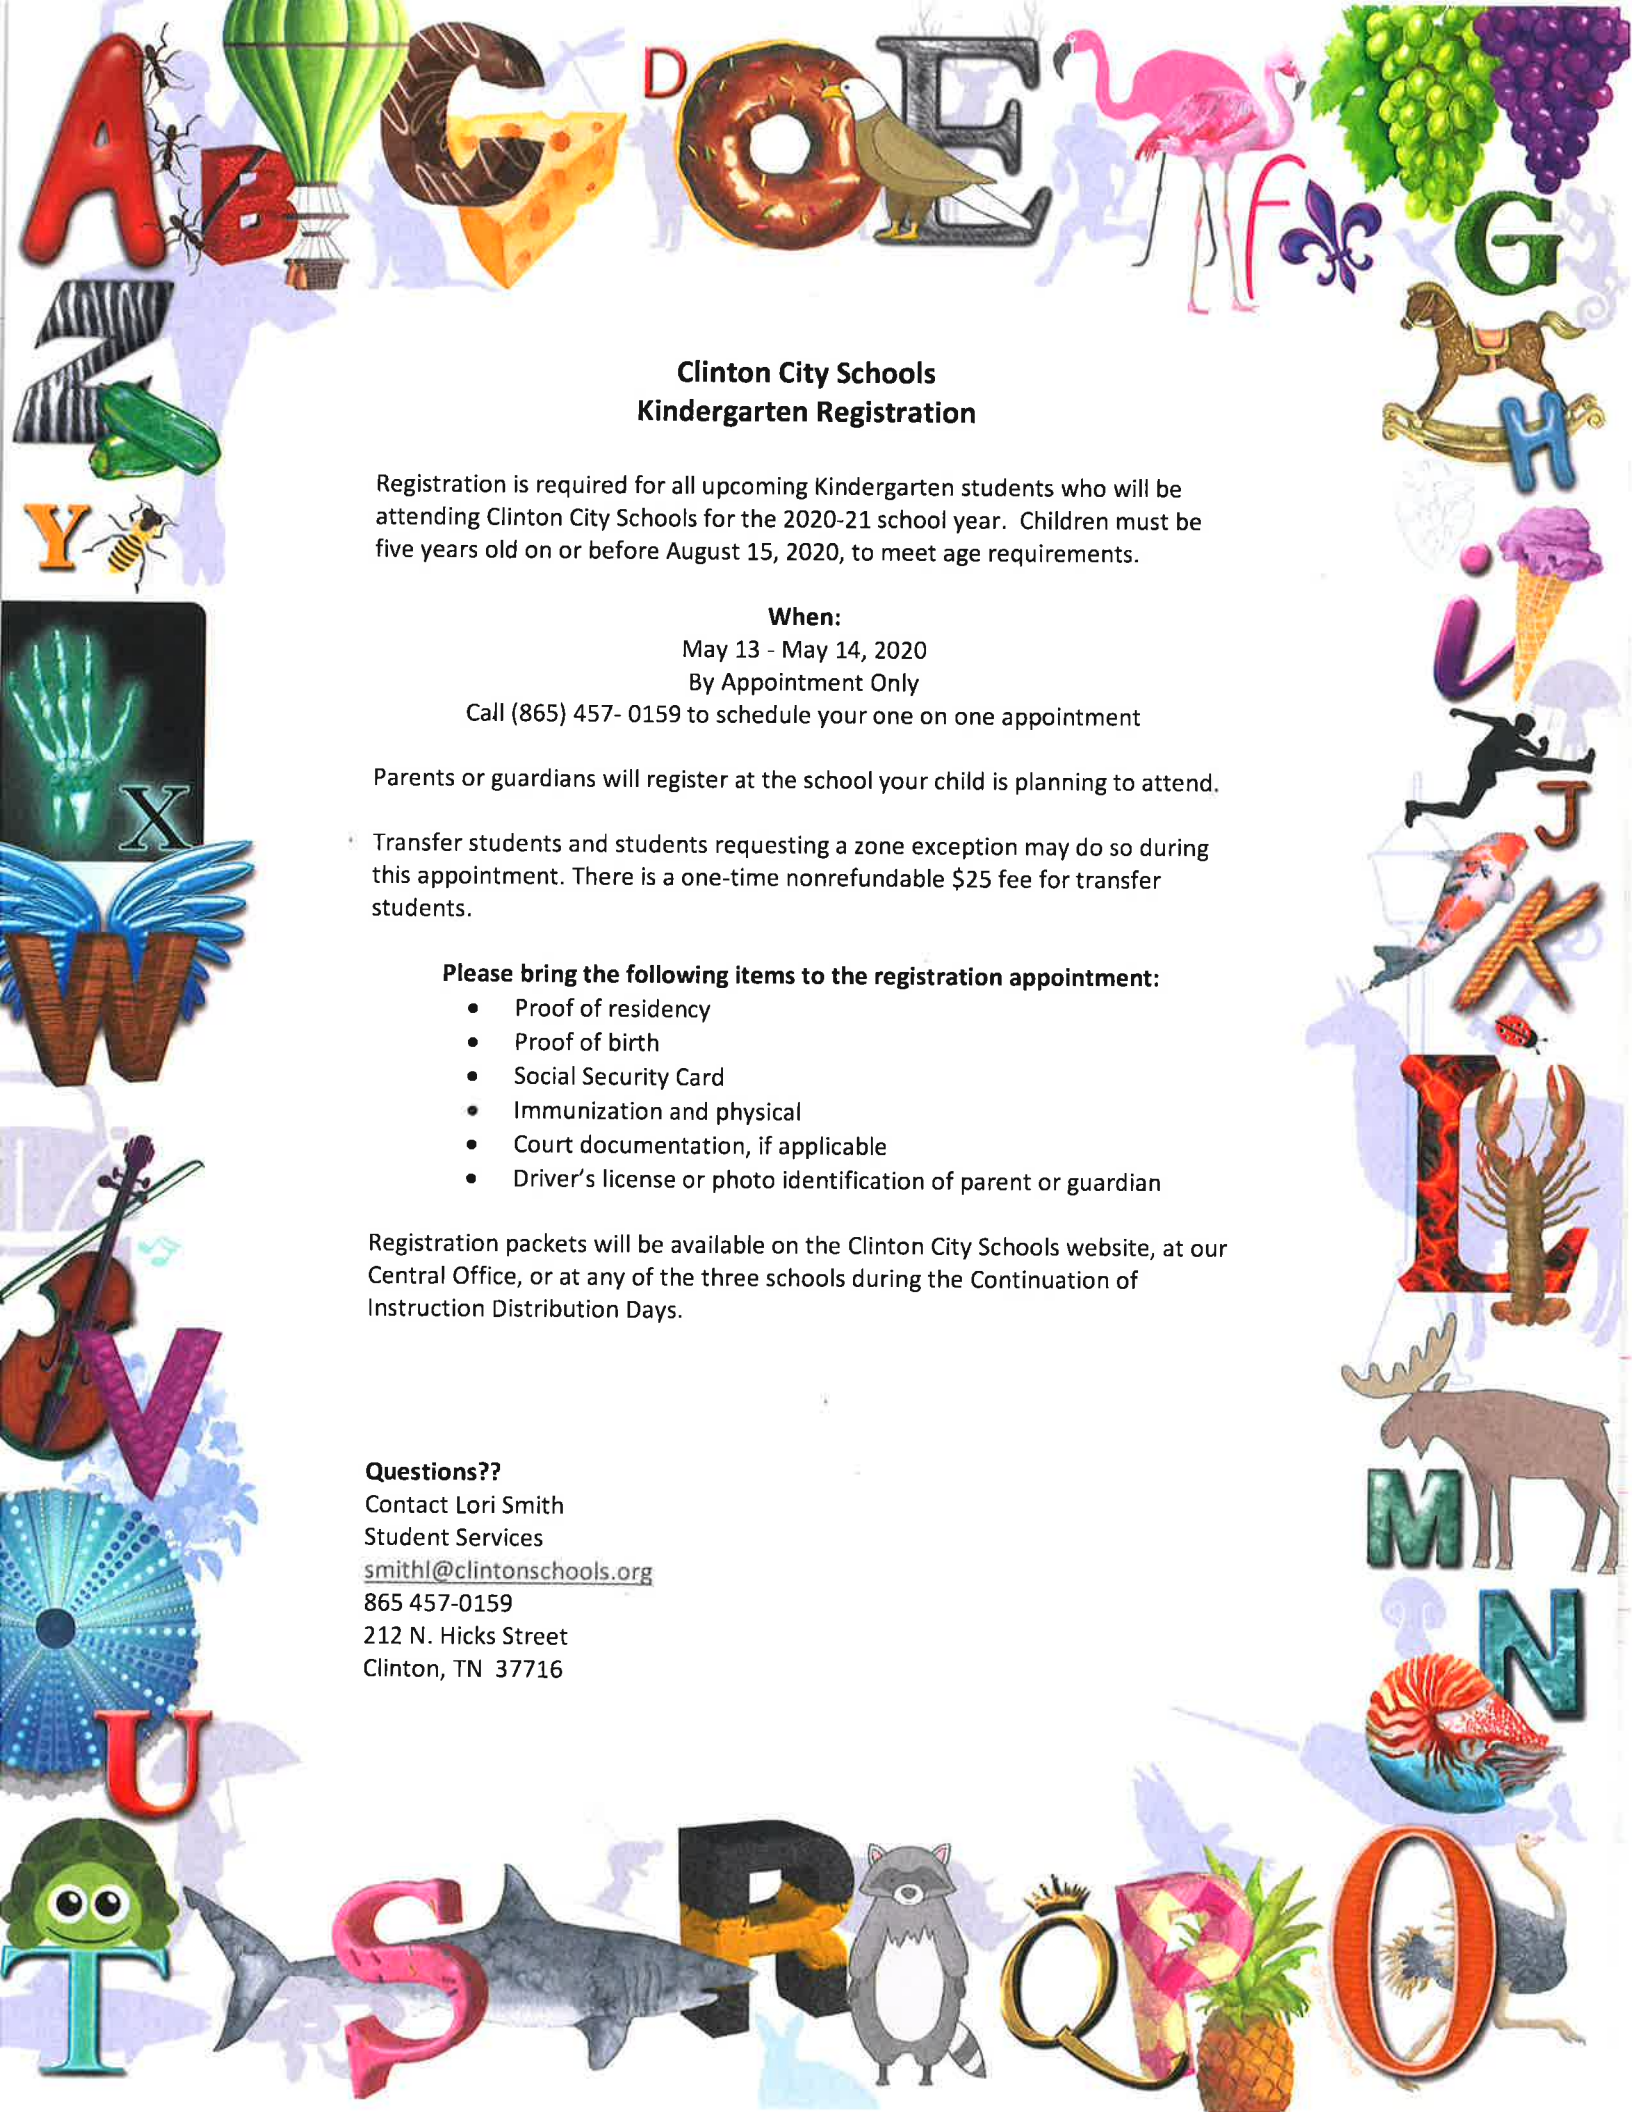 A B C D E f G
Z
Y
X
W
V
U
T S R Q P O
H
i
J
K
L
M
N
Clinton City Schools
Kindergarten Registration
Registration is required for all upcoming Kindergarten students who will be
attending Clinton City Schools for the 2020-21 school year. Children must be
five years old on or before August 15, 2020, to meet age requirements.
When:
May 13 - May 14, 2020
By Appointment Only
Call (865) 457- 0159 to schedule your one on one appointment
Parents or guardians will register at the school your child is planning to attend.
Transfer students and students requesting a zone exception may do so during
this appointment. There is a one-time nonrefundable $25 fee for transfer
students.
Please bring the following items to the registration appointment:
• Proof of residency
• Proof of birth
• Social Security Card
• Immunization and physical
• Court documentation, if applicable
• Driver's license or photo identification of parent or guardian
Registration packets will be available on the Clinton City Schools website, at our
Central Office, or at any of the three schools during the Continuation of
Instruction Distribution Days.
Questions??
Contact Lori Smith
Student Services
smithl@clintonschools.org
865 457-0159
212 N. Hicks Street
Clinton, TN 37716